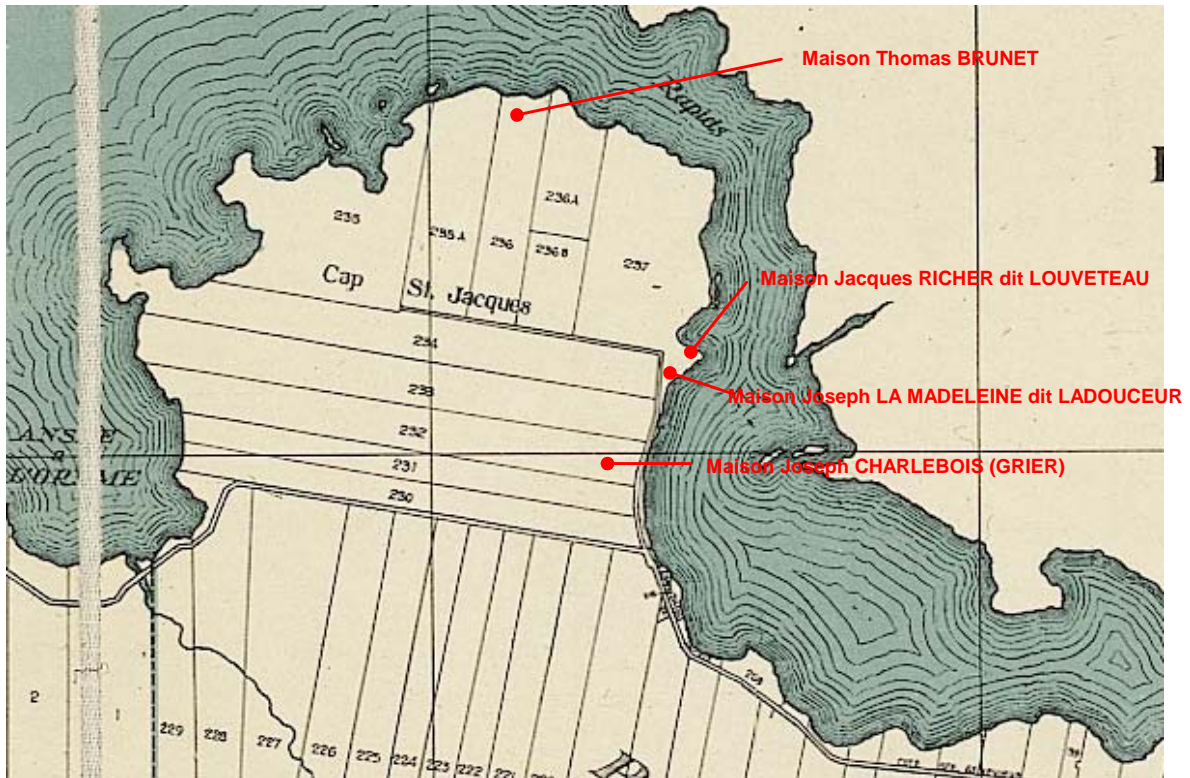 Maison Thomas BRUNET
Rapids
236A
235
235A
236
236B
237
Maison Jacques RICHER dit LOUVETEAU
Cap St. Jacques
234
233
Maison Joseph LA MADELEINE dit LADOUCEUR
232
ANSE
à
L'ORME
231
Maison Joseph CHARLEBOIS (GRIER)
230
2
1
229
228
227
226
225
224
223
222
221